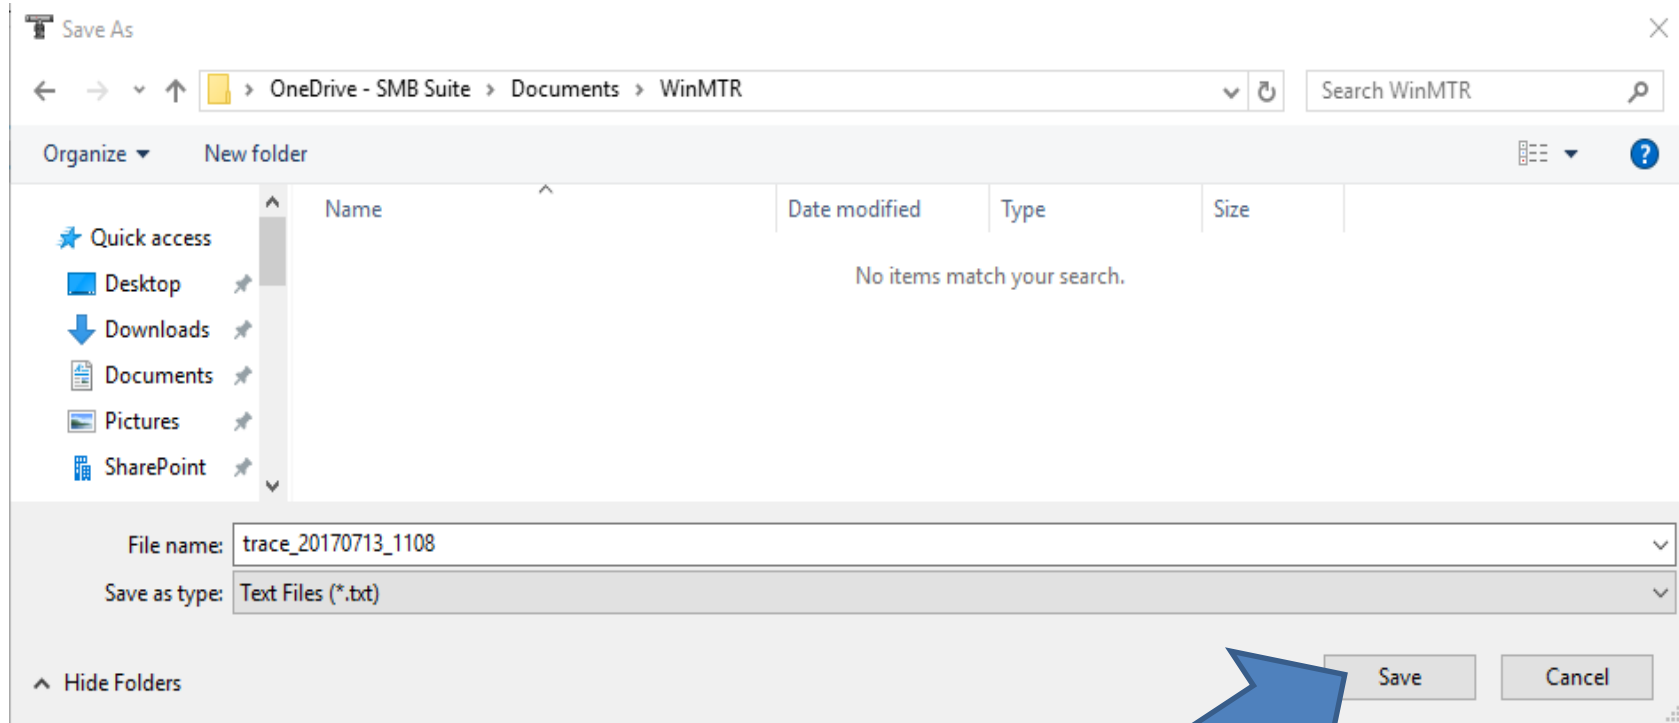 Save As
OneDrive - SMB Suite > Documents > WinMTR
Search WinMTR
Organize
New folder
?
Name
Date modified
Type
Size
Quick access
No items match your search.
Desktop
Downloads
Documents
Pictures
SharePoint
File name: trace_20170713_1108
Save as type: Text Files (*.txt)
Hide Folders
Save
Cancel